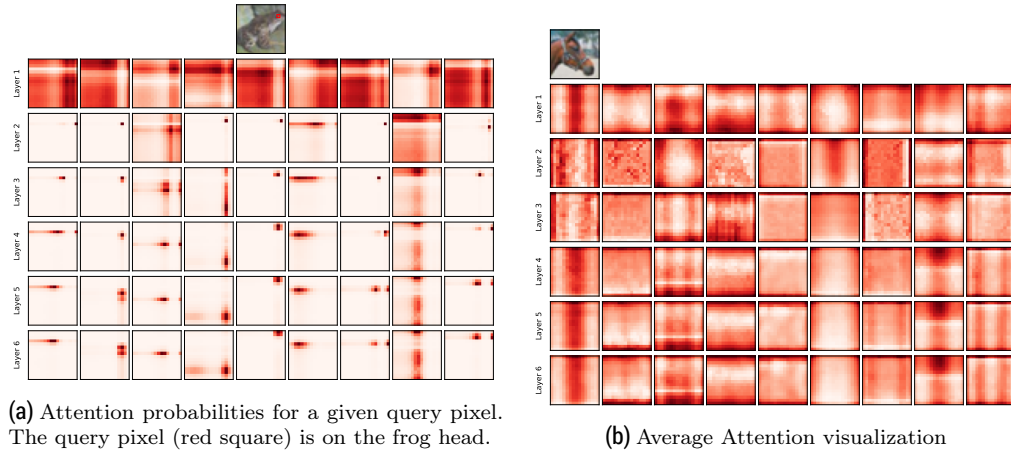 Layer 1
Layer 2
Layer 3
Layer 4
Layer 5
Layer 6
(a) Attention probabilities for a given query pixel.
The query pixel (red square) is on the frog head.
Layer 1
Layer 2
Layer 3
Layer 4
Layer 5
Layer 6
(b) Average Attention visualization